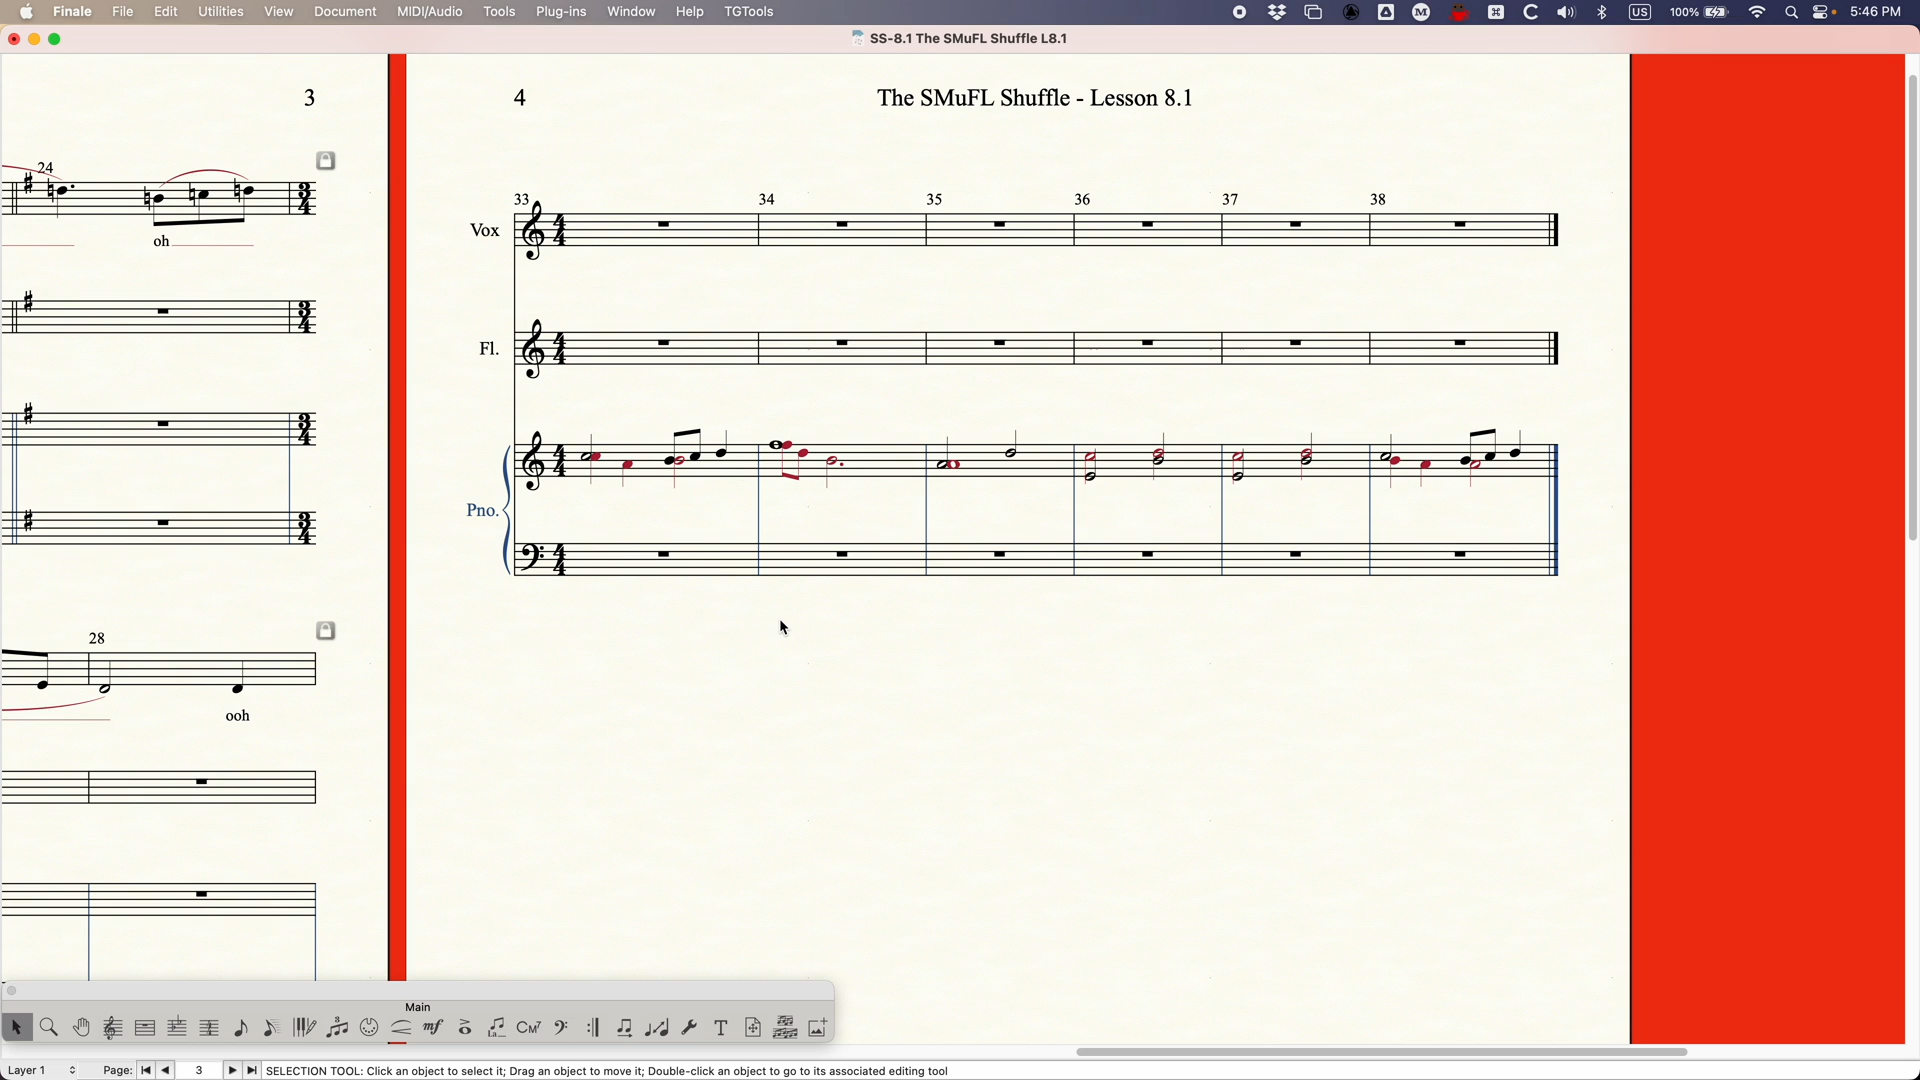 Finale File Edit Utilities View Document MIDI/Audio Tools Plug-ins Window Help TGTools US 100% 5:46 PM
SS-8.1 The SMuFL Shuffle L8.1
3
4
The SMuFL Shuffle - Lesson 8.1
24
oh
28
ooh
33 34 35 36 37 38
Vox
Fl.
Pno.
Main
mf CM7 T
Layer 1 Page: 3 SELECTION TOOL: Click an object to select it; Drag an object to move it; Double-click an object to go to its associated editing tool